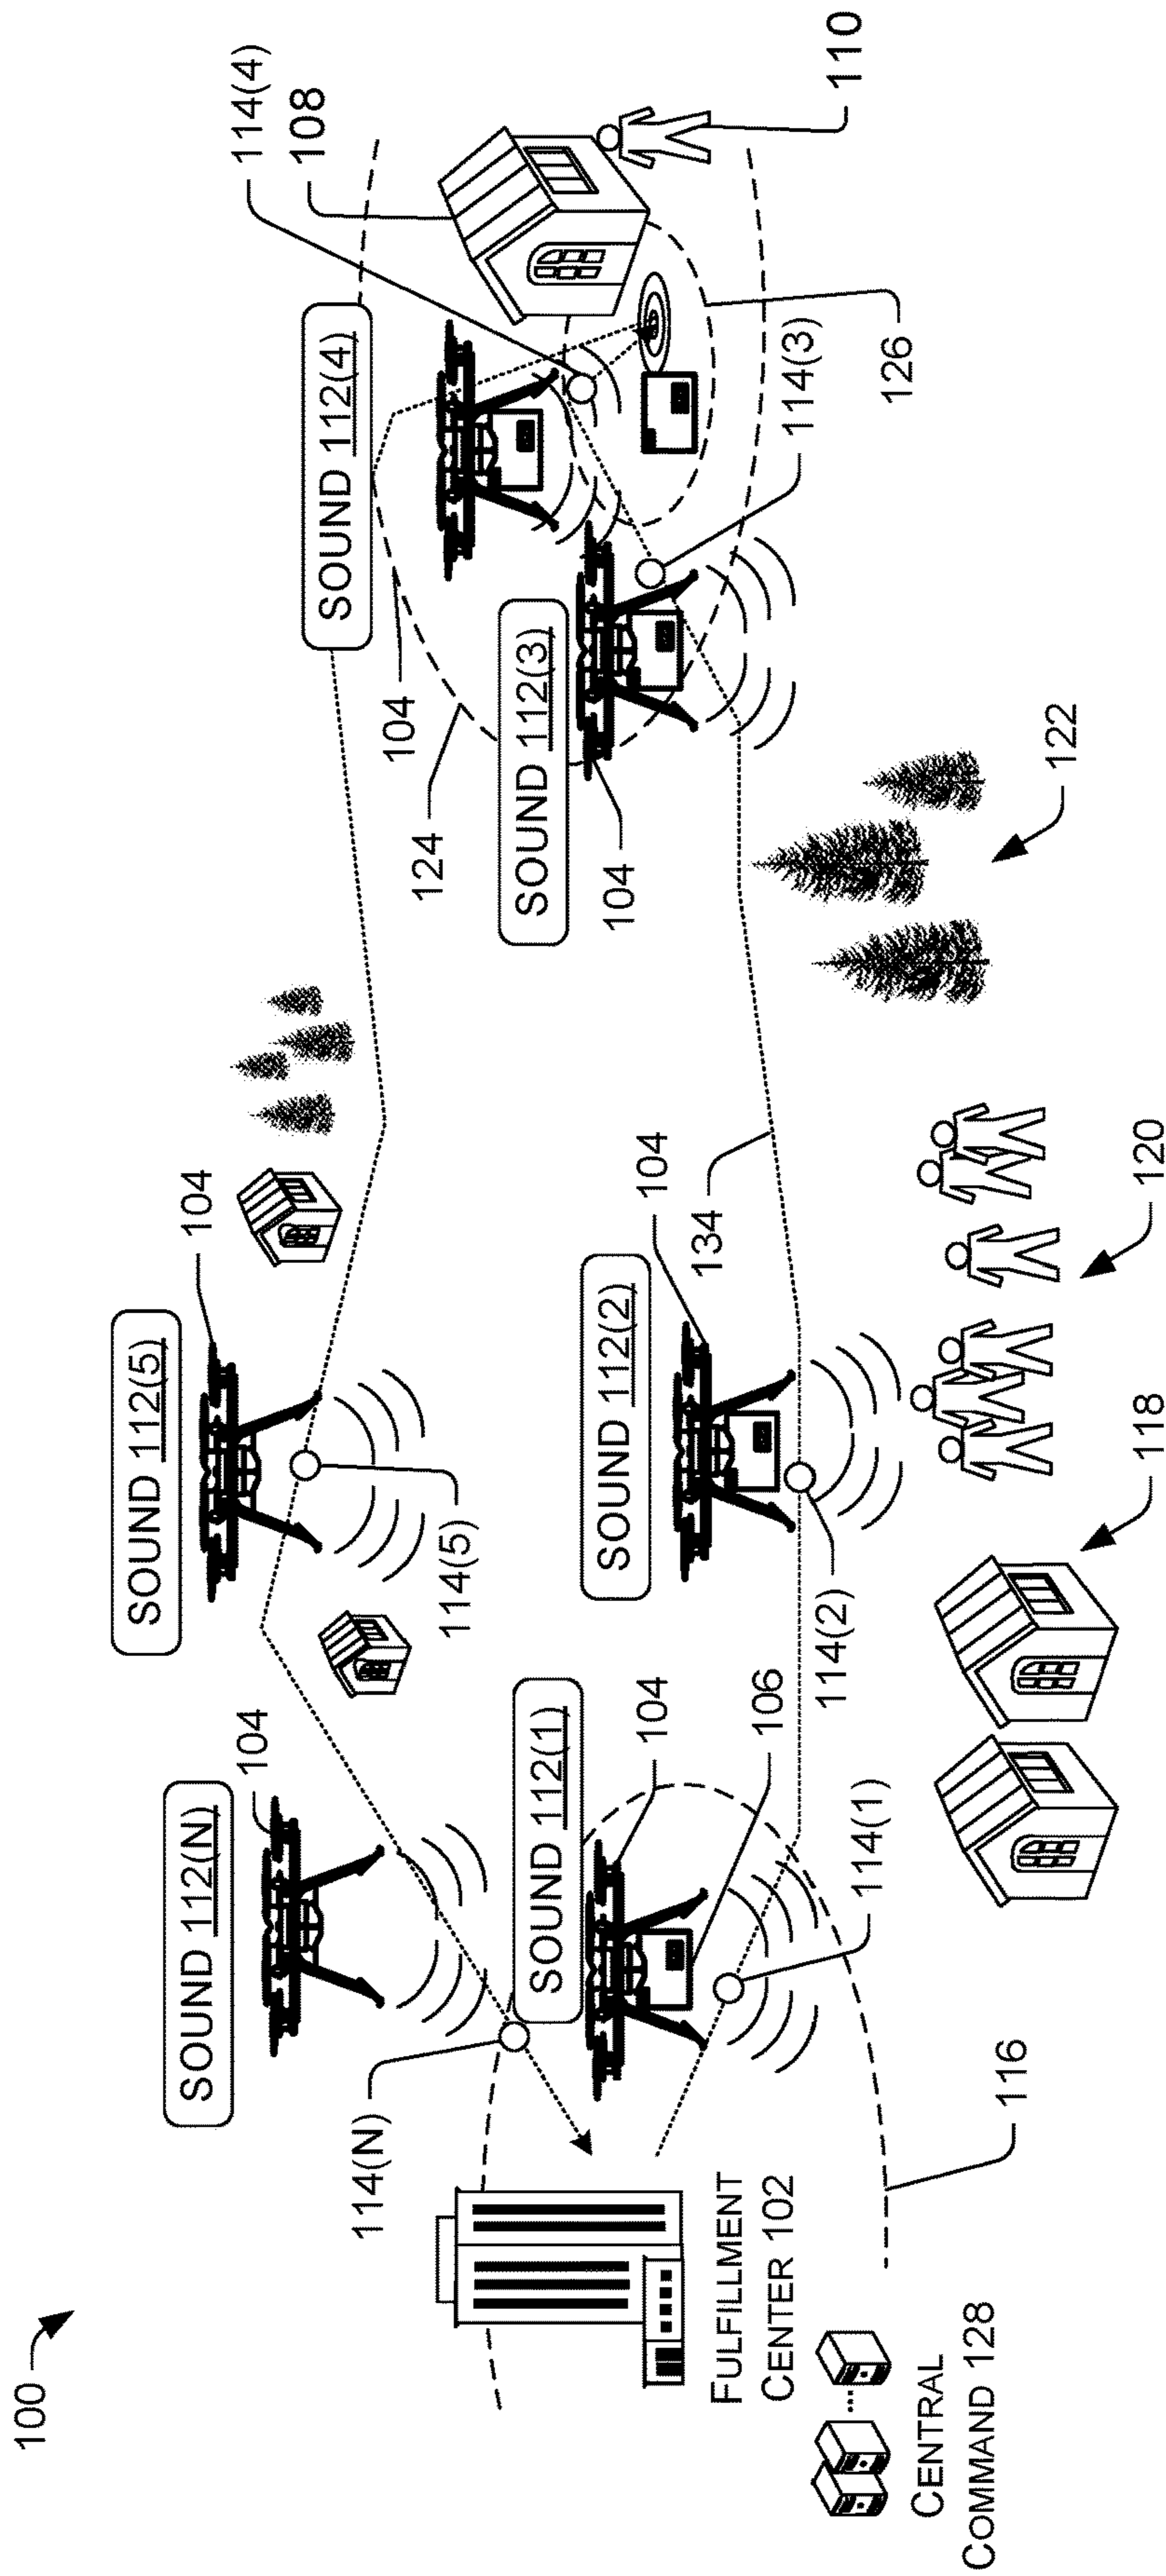 100
SOUND 112(N)
104
SOUND 112(5)
104
114(5)
114(N)
SOUND 112(1)
104
106
114(1)
SOUND 112(2)
104
134
114(2)
124
104
SOUND 112(4)
114(4)
108
SOUND 112(3)
104
114(3)
126
110
122
120
118
116
FULFILLMENT
CENTER 102
CENTRAL
COMMAND 128